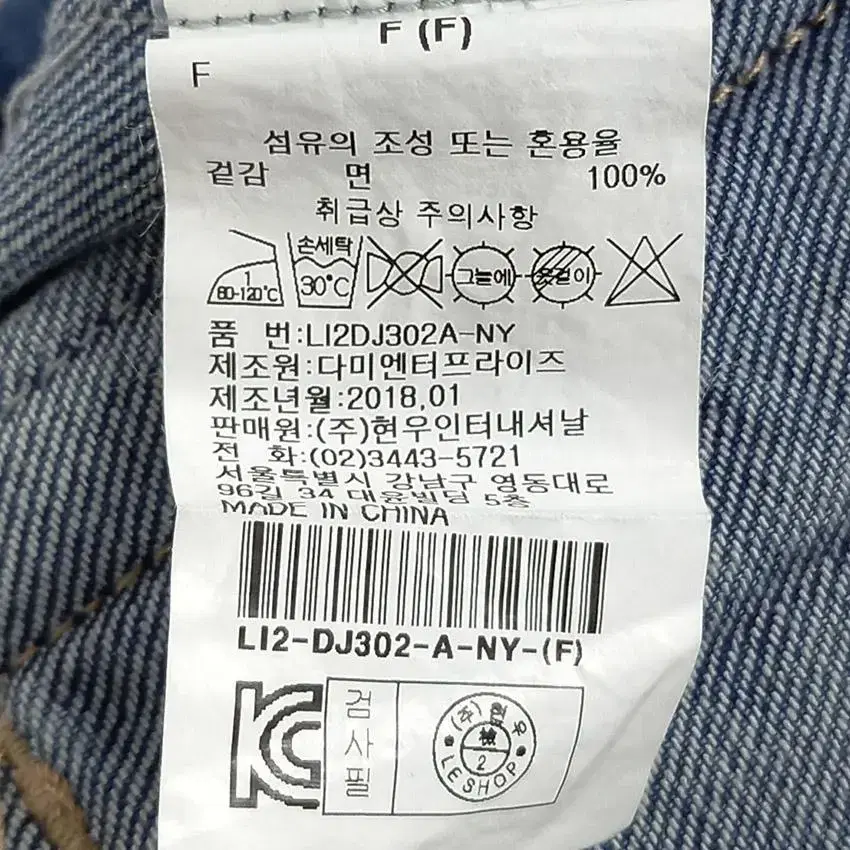 F (F)
F
섬유의 조성 또는 혼용율
겉감 면 100%
취급상 주의사항
1 80-120℃ 손세탁 30℃ 그늘에 옷걸이
품 번:LI2DJ302A-NY
제조원:다미엔터프라이즈
제조년월:2018.01
판매원:(주)현우인터내셔날
전 화:(02)3443-5721
서울특별시 강남구 영동대로
96길 34 대윤빌딩 5층
MADE IN CHINA
LI2-DJ302-A-NY-(F)
검사필
(주)현우
檢
2
LE SHOP